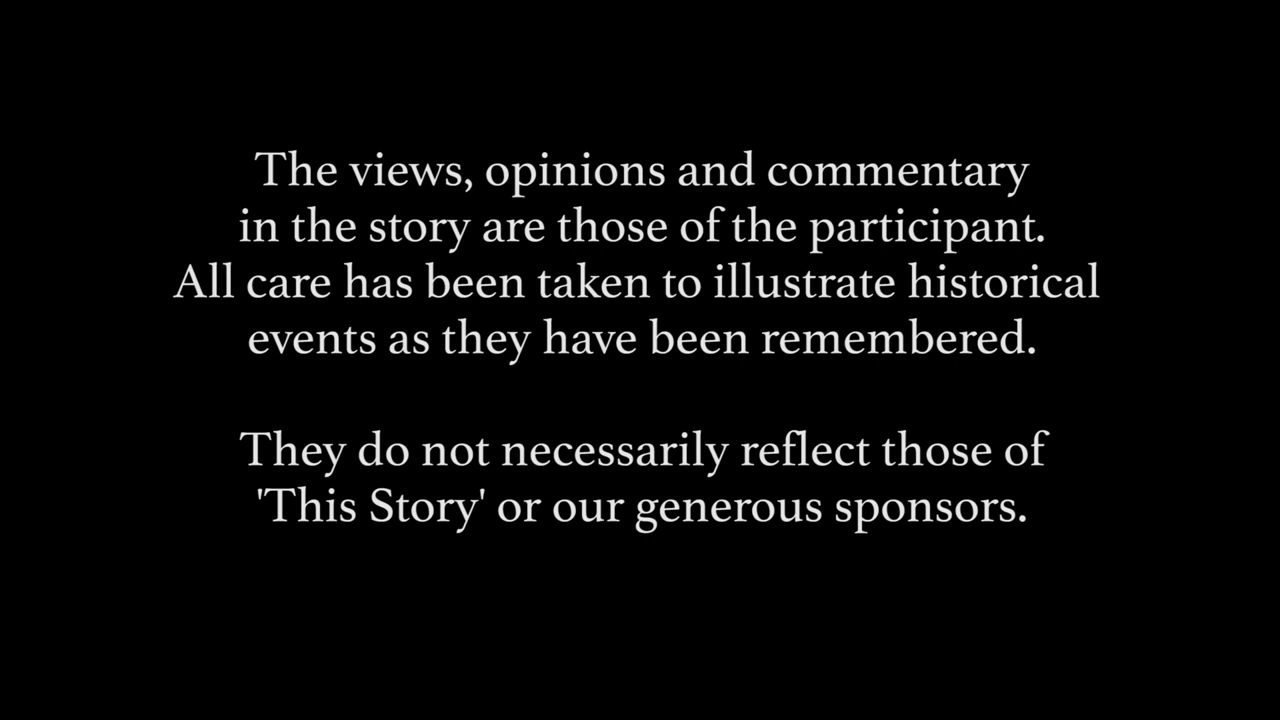 The views, opinions and commentary
in the story are those of the participant.
All care has been taken to illustrate historical
events as they have been remembered.
They do not necessarily reflect those of
'This Story' or our generous sponsors.